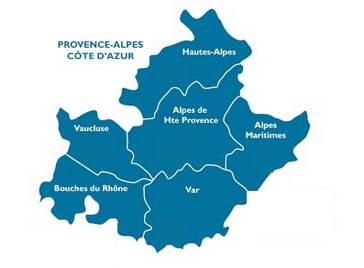 PROVENCE-ALPES
CÔTE D'AZUR
Hautes-Alpes
Alpes de
Hte Provence
Alpes
Maritimes
Vaucluse
Bouches du Rhône
Var